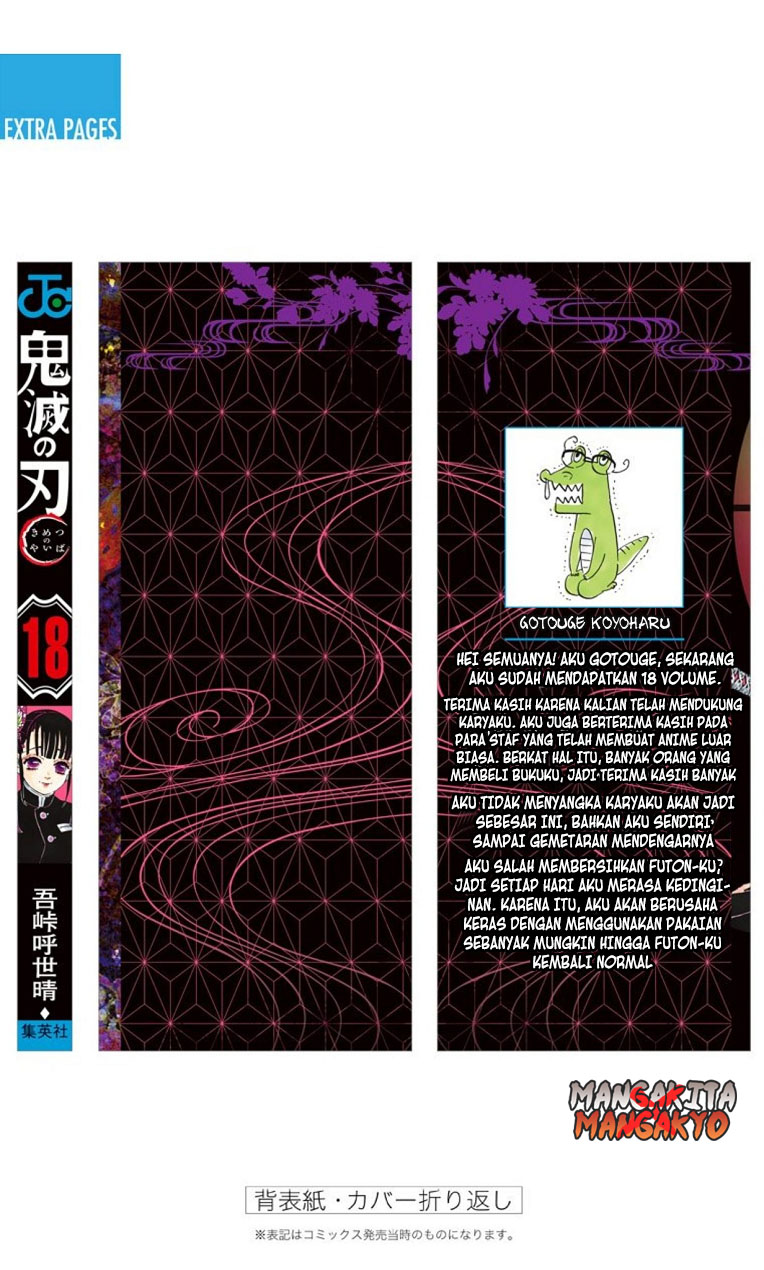 EXTRA PAGES
鬼滅の刃
きめつ
の
やいば
18
吾峠呼世晴
集英社
GOTOUGE KOYOHARU
HEI SEMUANYA! AKU GOTOUGE, SEKARANG
AKU SUDAH MENDAPATKAN 18 VOLUME.
TERIMA KASIH KARENA KALIAN TELAH MENDUKUNG
KARYAKU. AKU JUGA BERTERIMA KASIH PADA
PARA STAF YANG TELAH MEMBUAT ANIME LUAR
BIASA. BERKAT HAL ITU, BANYAK ORANG YANG
MEMBELI BUKUKU, JADI TERIMA KASIH BANYAK
AKU TIDAK MENYANGKA KARYAKU AKAN JADI
SEBESAR INI, BAHKAN AKU SENDIRI
SAMPAI GEMETARAN MENDENGARNYA
AKU SALAH MEMBERSIHKAN FUTON-KU?
JADI SETIAP HARI AKU MERASA KEDINGI-
NAN. KARENA ITU, AKU AKAN BERUSAHA
KERAS DENGAN MENGGUNAKAN PAKAIAN
SEBANYAK MUNGKIN HINGGA FUTON-KU
KEMBALI NORMAL
MANGAKITA
MANGAKYO
背表紙・カバー折り返し
※表記はコミックス発売当時のものになります。